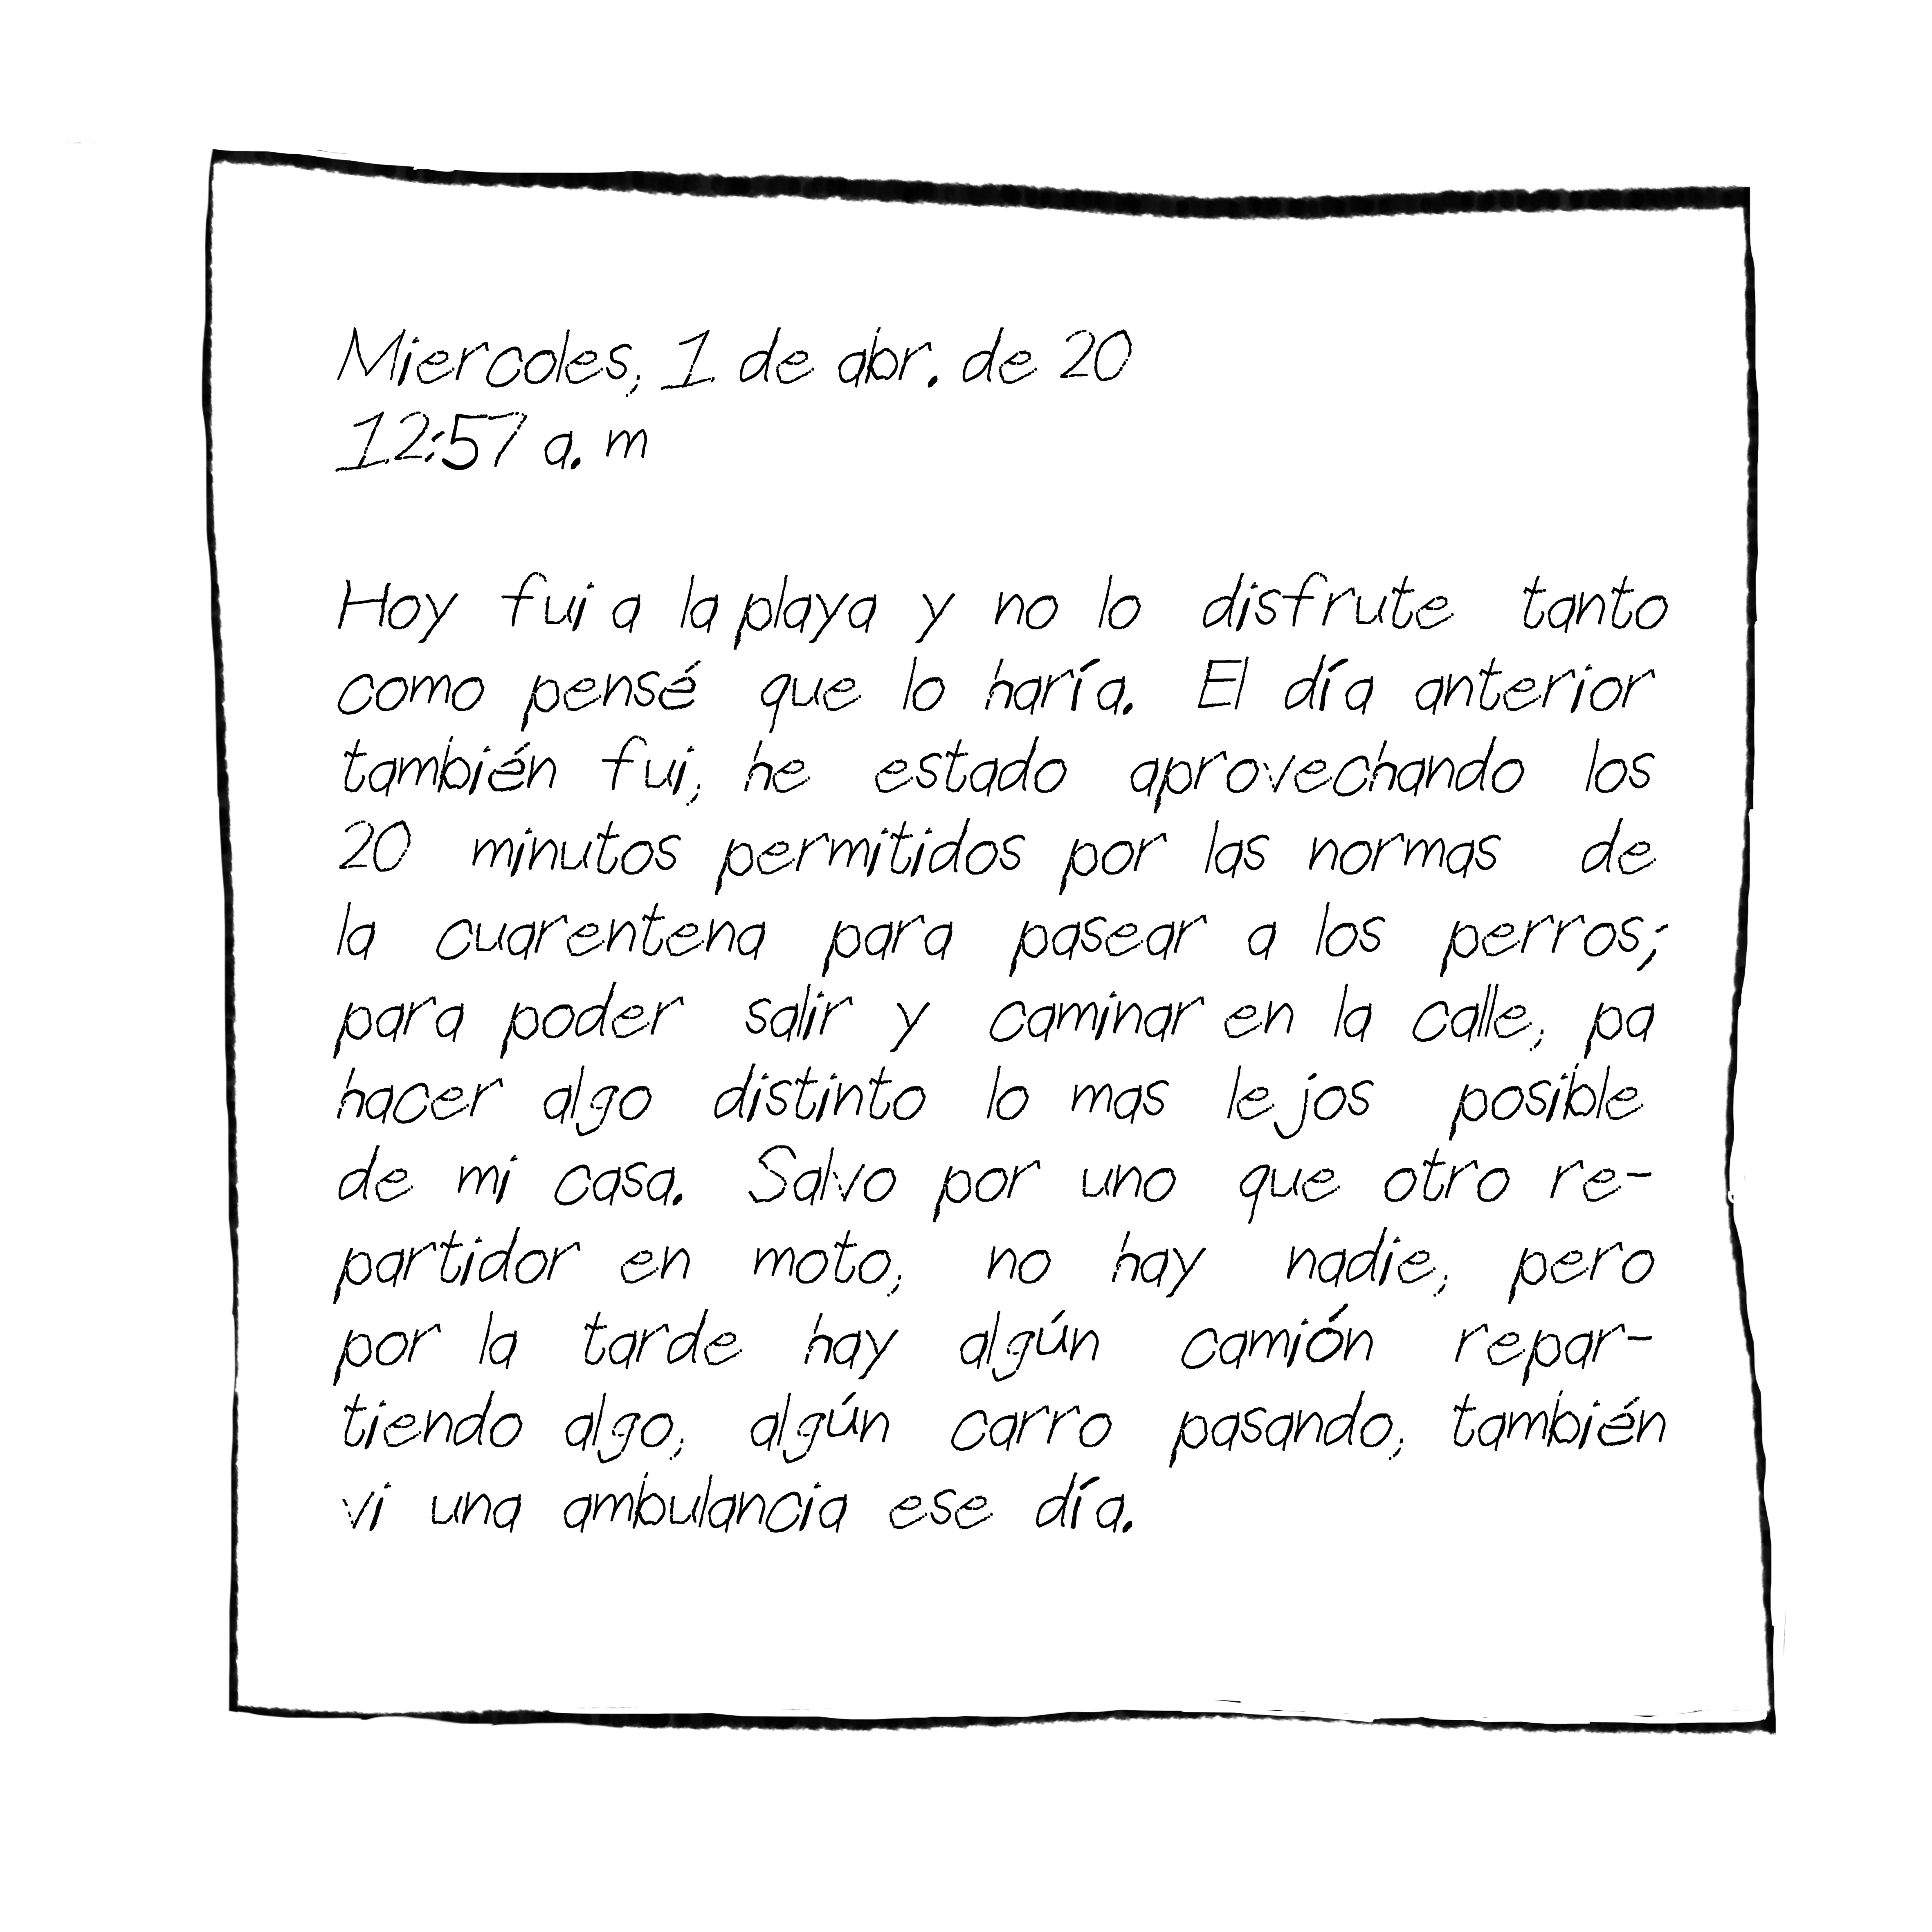 Miercoles, 1 de abr. de 20
12:57 a. m
Hoy fui a la playa y no lo disfrute tanto
como pensé que lo haría. El día anterior
también fui, he estado aprovechando los
20 minutos permitidos por las normas de
la cuarentena para pasear a los perros;
para poder salir y caminar en la calle, pa
hacer algo distinto lo mas lejos posible
de mi casa. Salvo por uno que otro re-
partidor en moto, no hay nadie, pero
por la tarde hay algún camión repar-
tiendo algo, algún carro pasando, también
vi una ambulancia ese día.